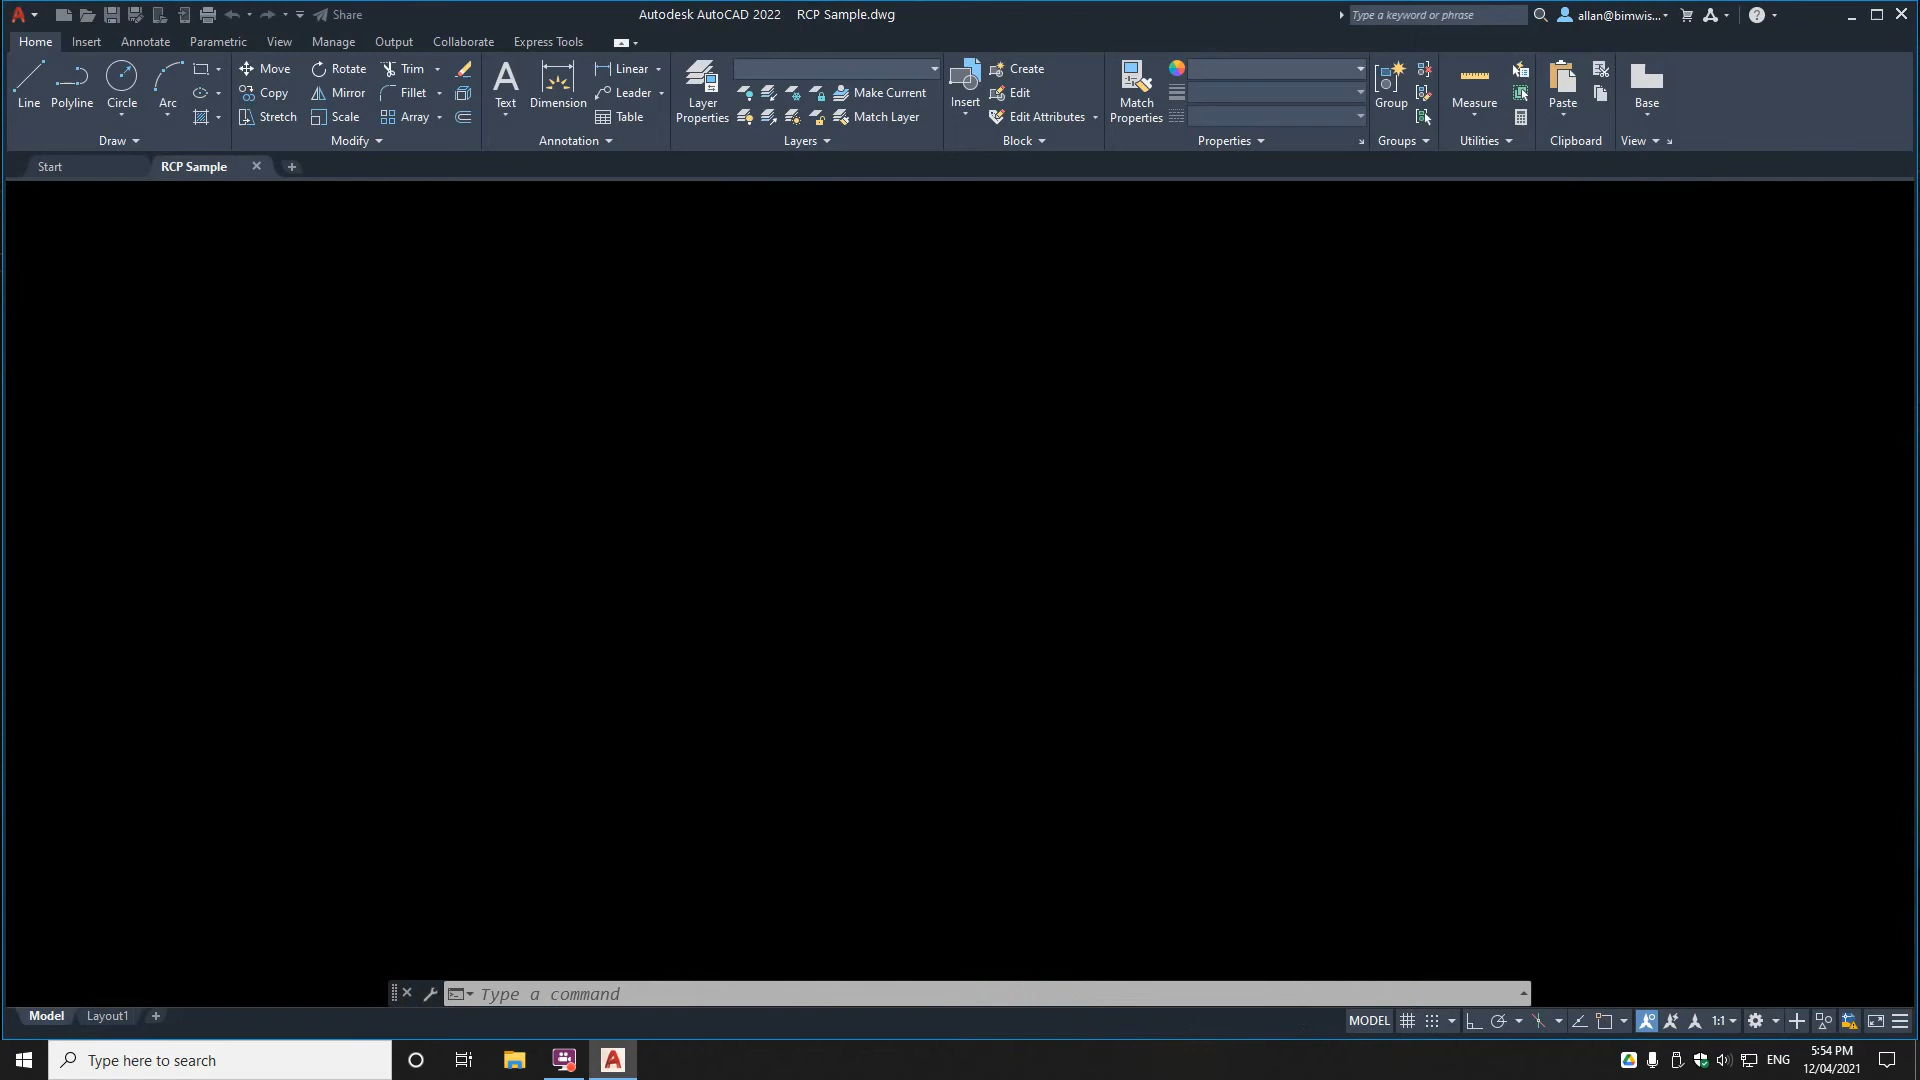 Share
Autodesk AutoCAD 2022 RCP Sample.dwg
Type a keyword or phrase
allan@bimwis...
Home Insert Annotate Parametric View Manage Output Collaborate Express Tools
Line Polyline Circle Arc
Move Rotate Trim
Copy Mirror Fillet
Stretch Scale Array
Text Dimension
Linear
Leader
Table
Layer
Properties
Make Current
Match Layer
Insert
Create
Edit
Edit Attributes
Match
Properties
Group
Measure
Paste
Base
Draw Modify Annotation Layers Block Properties Groups Utilities Clipboard View
Start RCP Sample
Type a command
Model Layout1
MODEL 1:1
Type here to search
ENG
5:54 PM
12/04/2021